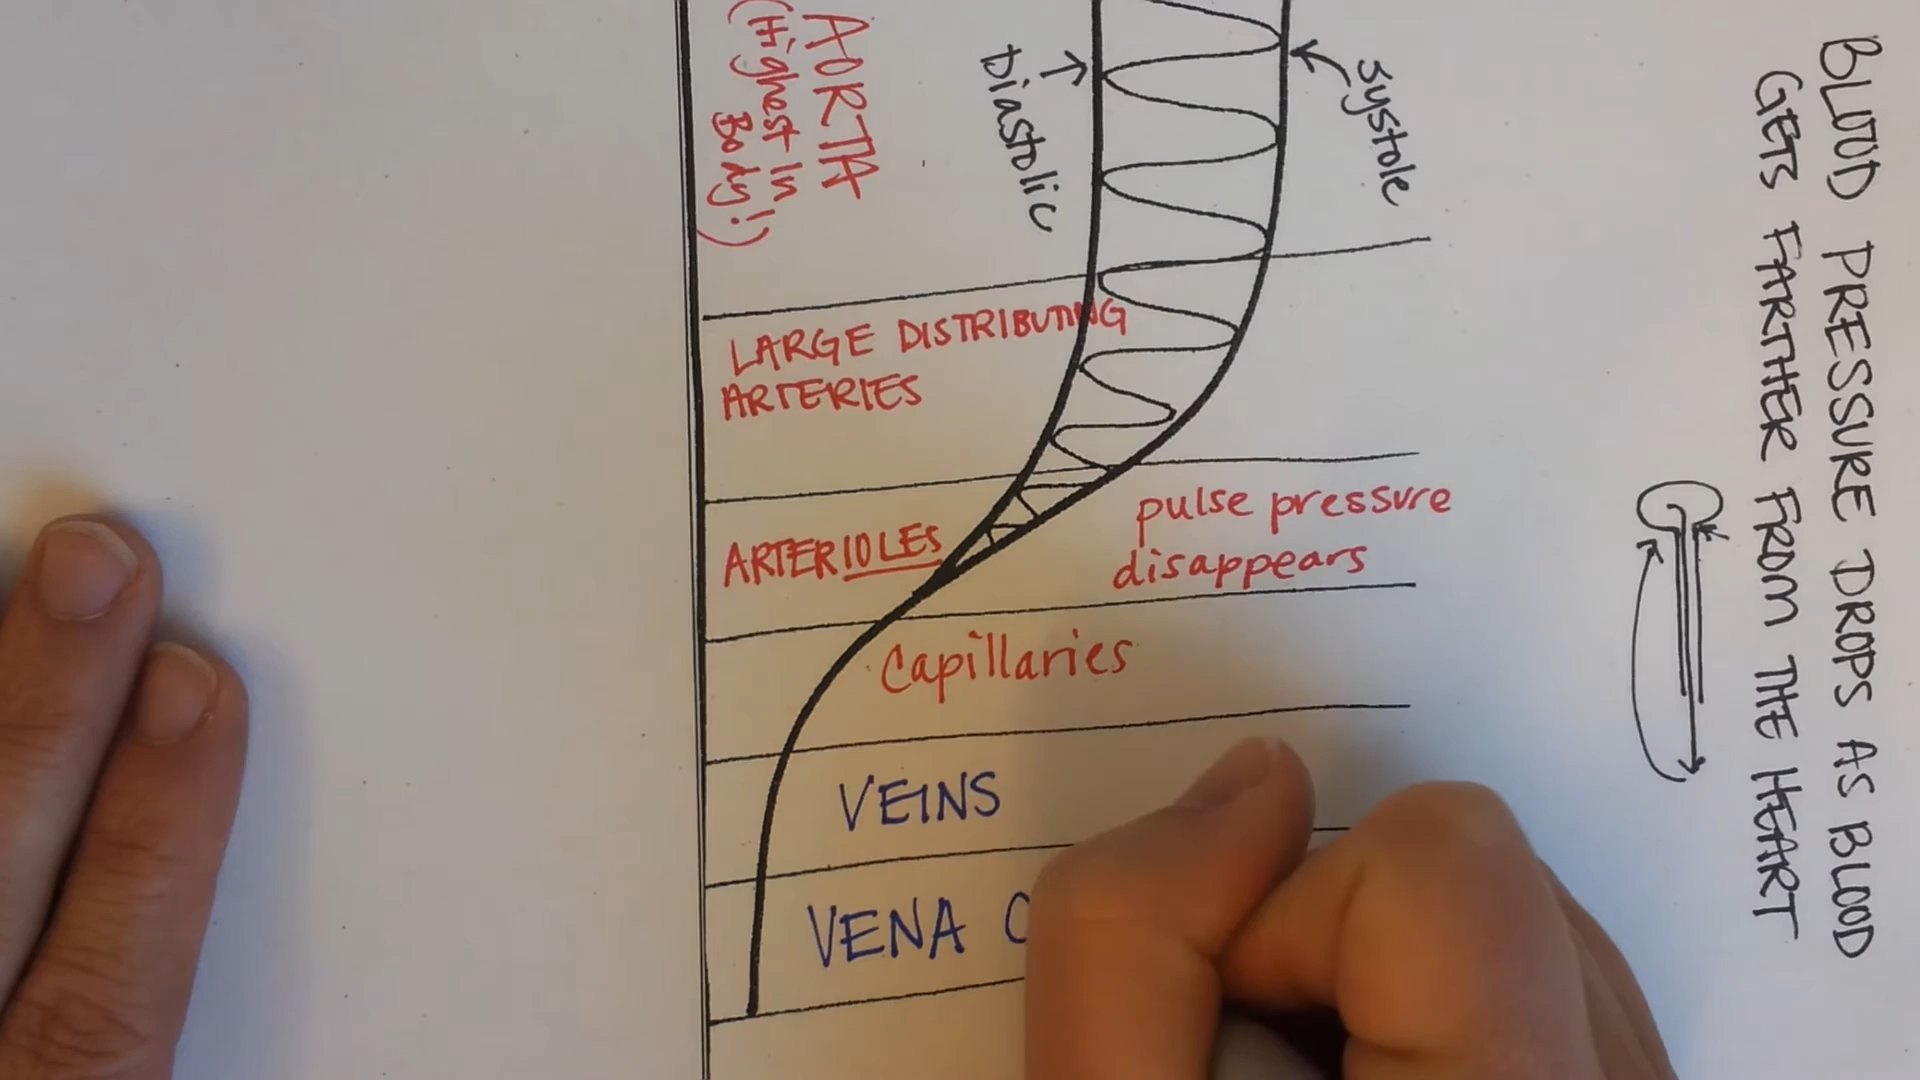 BLOOD PRESSURE DROPS AS BLOOD
GETS FARTHER FROM THE HEART
systole
Diastolic
AORTA
(Highest In
Body!)
LARGE DISTRIBUTING
ARTERIES
ARTERIOLES
pulse pressure
disappears
Capillaries
VEINS
VENA C